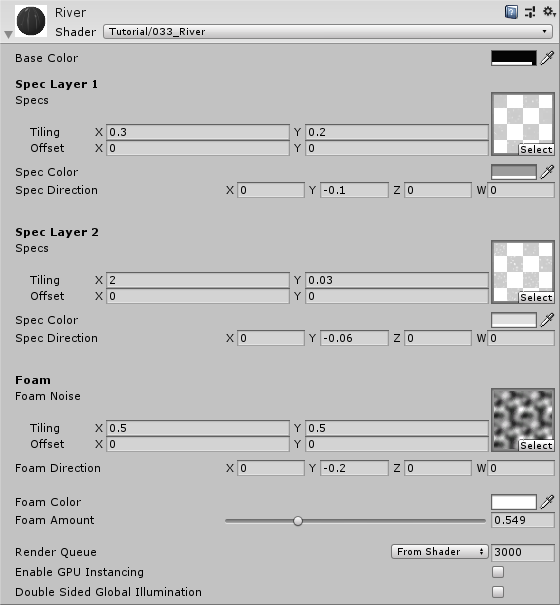 River
Shader Tutorial/033_River
Base Color
Spec Layer 1
Specs
Tiling X 0.3 Y 0.2
Offset X 0 Y 0
Select
Spec Color
Spec Direction X 0 Y -0.1 Z 0 W 0
Spec Layer 2
Specs
Tiling X 2 Y 0.03
Offset X 0 Y 0
Select
Spec Color
Spec Direction X 0 Y -0.06 Z 0 W 0
Foam
Foam Noise
Tiling X 0.5 Y 0.5
Offset X 0 Y 0
Select
Foam Direction X 0 Y -0.2 Z 0 W 0
Foam Color
Foam Amount 0.549
Render Queue From Shader 3000
Enable GPU Instancing
Double Sided Global Illumination